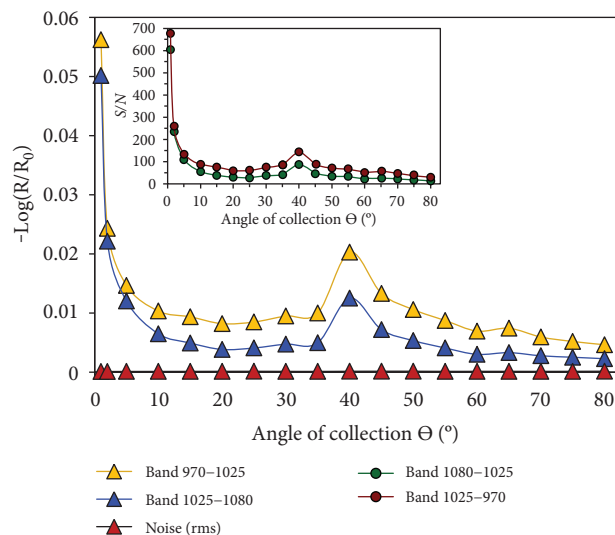 0.06
0.05
0.04
0.03
0.02
0.01
0
-Log(R/R₀)
700
600
500
400
300
200
100
0
S/N
0 10 20 30 40 50 60 70 80
Angle of collection Θ (°)
0 10 20 30 40 50 60 70 80
Angle of collection Θ (°)
Band 970–1025
Band 1025–1080
Noise (rms)
Band 1080–1025
Band 1025–970